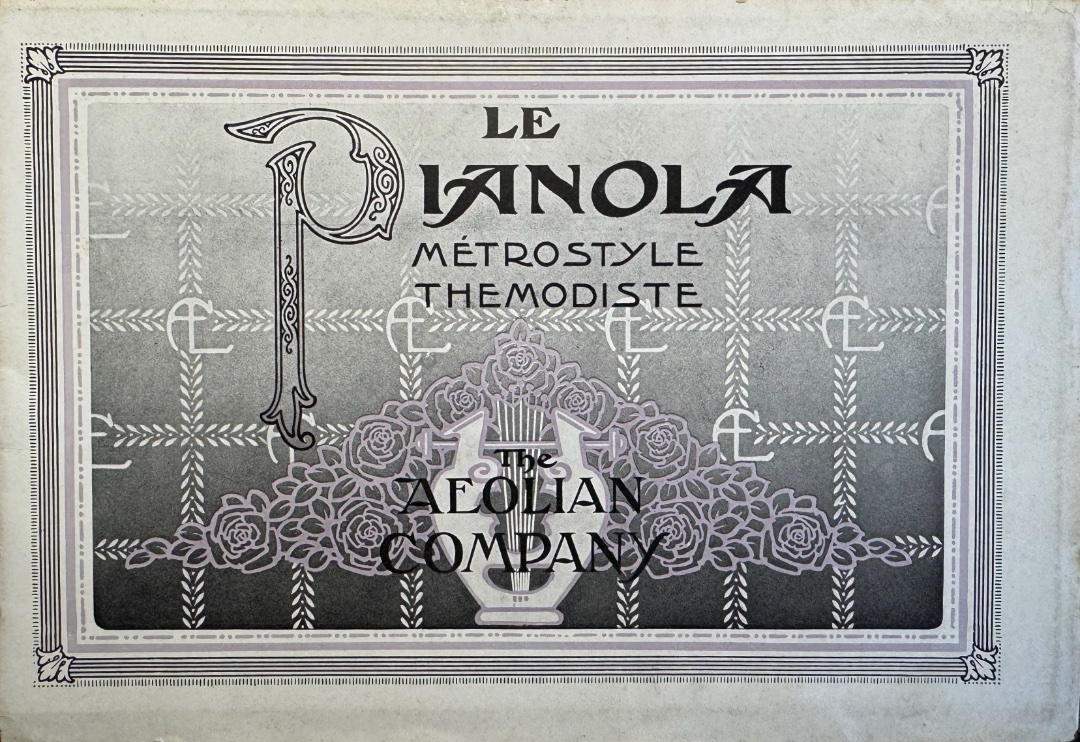 LE
PIANOLA
MÉTROSTYLE
THEMODISTE
The
AEOLIAN
COMPANY